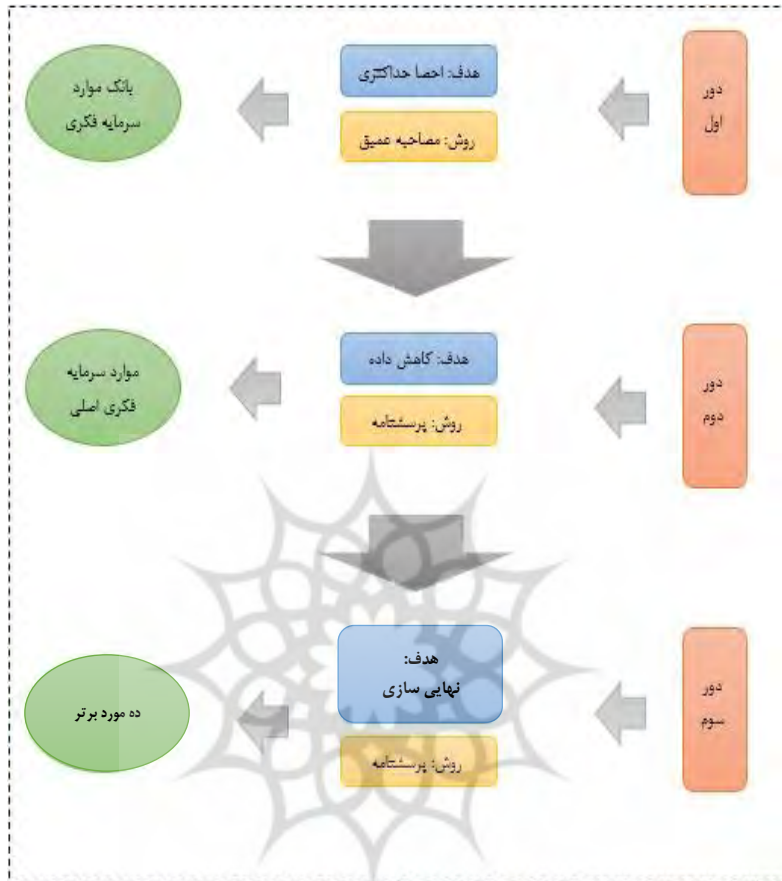 دور
اول
هدف: احصا حداکثری
روش: مصاحبه عمیق
بانک موارد
سرمایه فکری
دور
دوم
هدف: کاهش داده
روش: پرسشنامه
موارد سرمایه
فکری اصلی
دور
سوم
هدف:
نهایی سازی
روش: پرسشنامه
ده مورد برتر